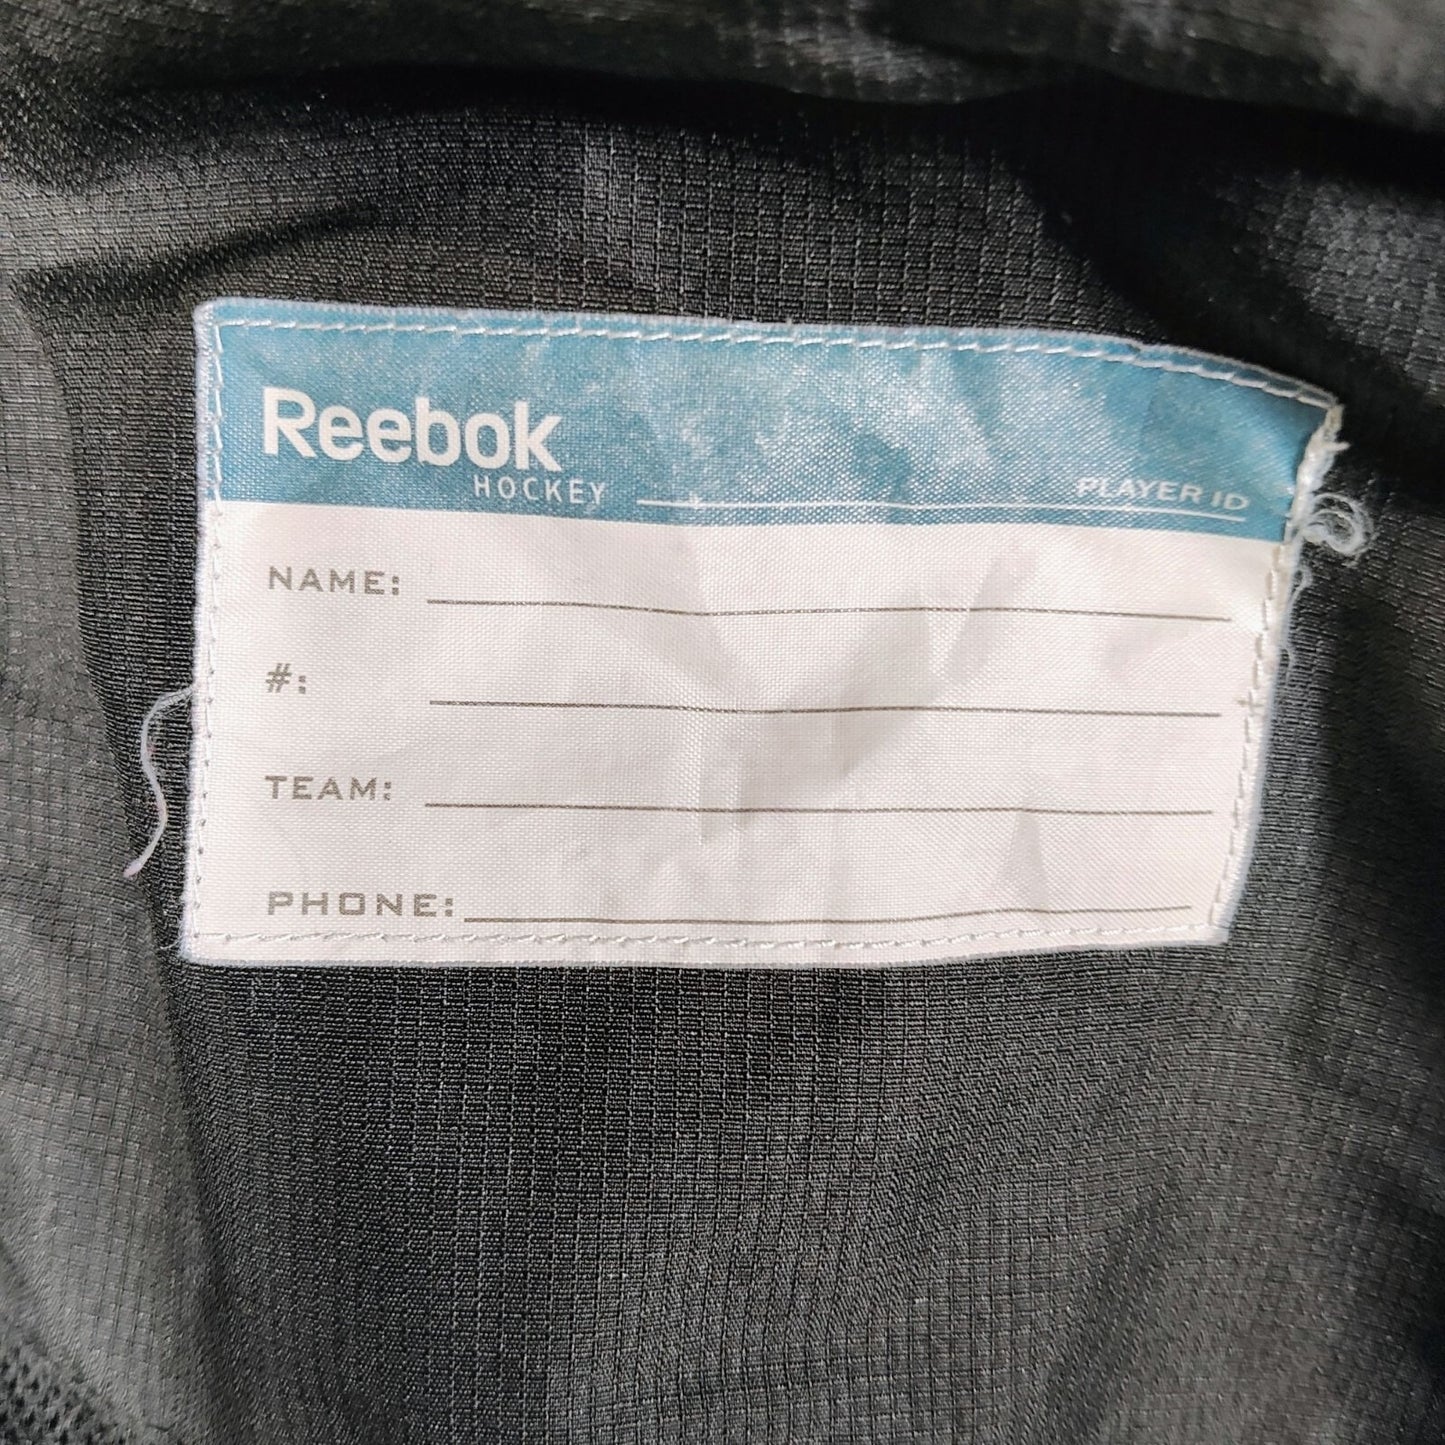 Reebok
HOCKEY
PLAYER ID
NAME:
#:
TEAM:
PHONE: